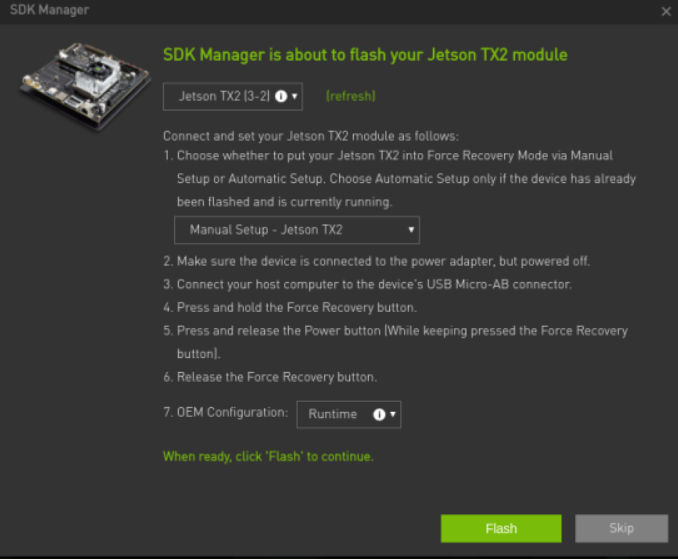 SDK Manager
SDK Manager is about to flash your Jetson TX2 module
Jetson TX2 [3-2]
(refresh)
Connect and set your Jetson TX2 module as follows:
1. Choose whether to put your Jetson TX2 into Force Recovery Mode via Manual
Setup or Automatic Setup. Choose Automatic Setup only if the device has already
been flashed and is currently running.
Manual Setup - Jetson TX2
2. Make sure the device is connected to the power adapter, but powered off.
3. Connect your host computer to the device's USB Micro-AB connector.
4. Press and hold the Force Recovery button.
5. Press and release the Power button (While keeping pressed the Force Recovery
button).
6. Release the Force Recovery button.
7. OEM Configuration: Runtime
When ready, click 'Flash' to continue.
Flash
Skip